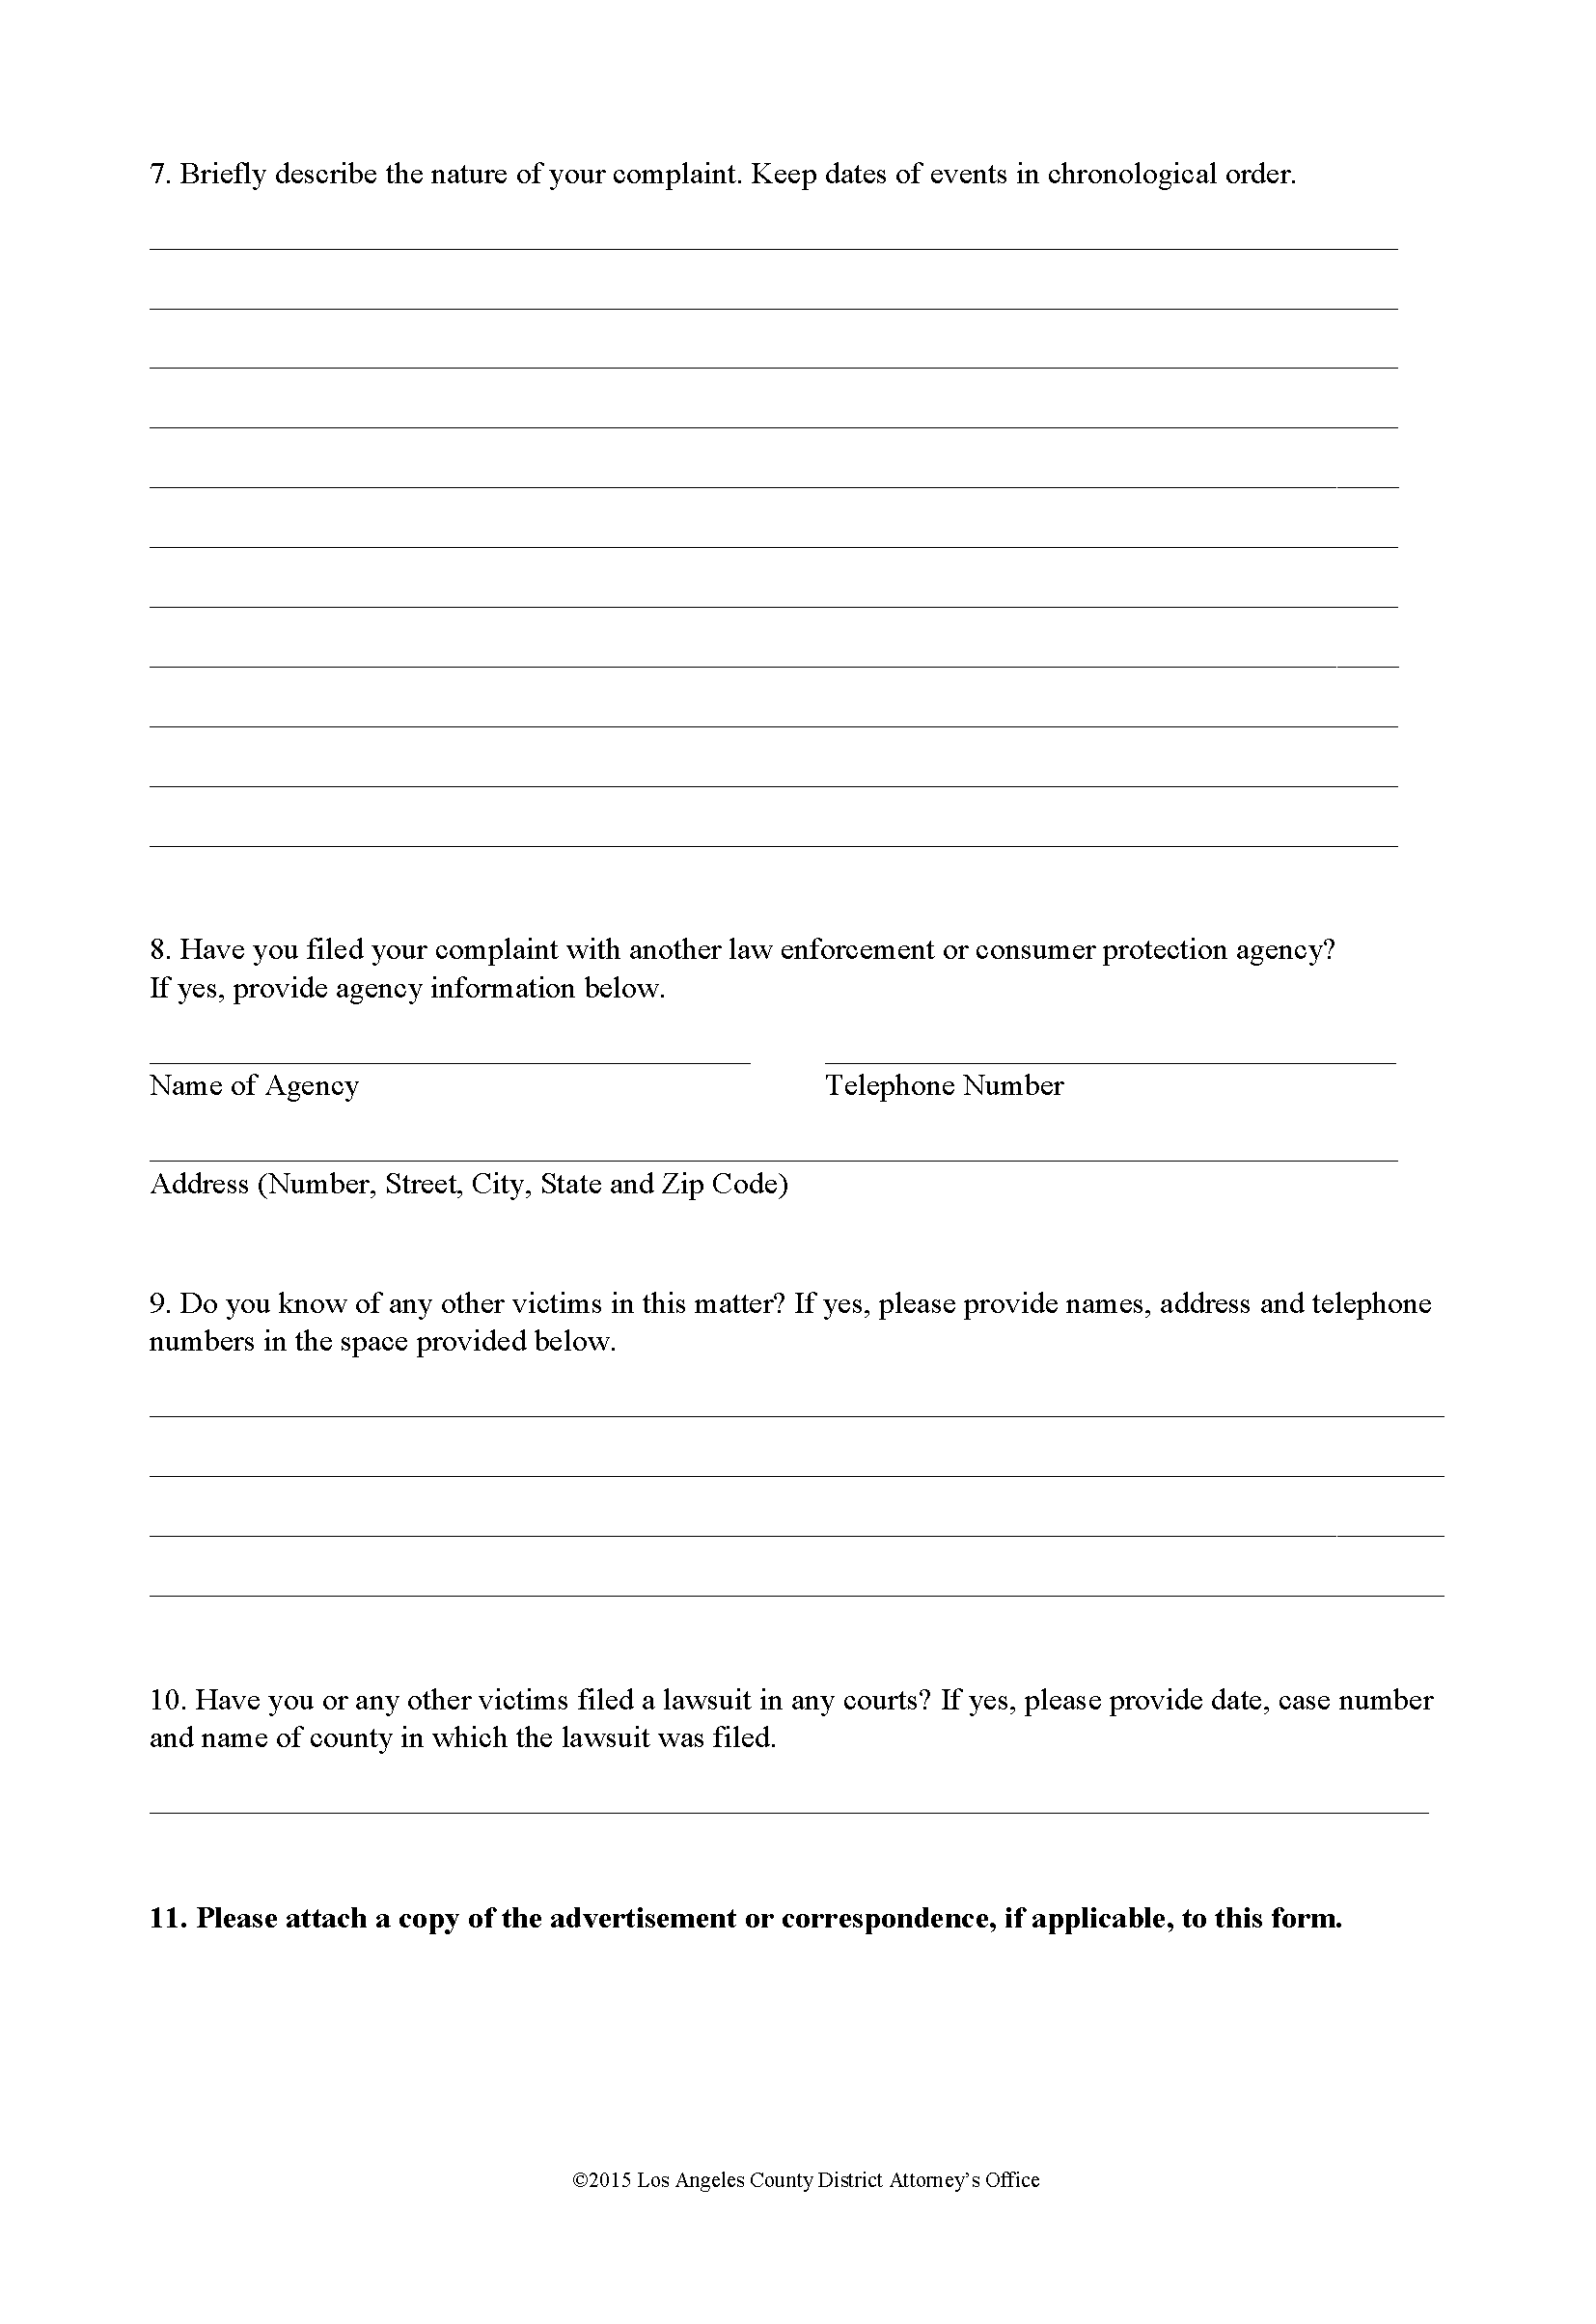 7. Briefly describe the nature of your complaint. Keep dates of events in chronological order.
8. Have you filed your complaint with another law enforcement or consumer protection agency?
If yes, provide agency information below.
Name of Agency
Telephone Number
Address (Number, Street, City, State and Zip Code)
9. Do you know of any other victims in this matter? If yes, please provide names, address and telephone
numbers in the space provided below.
10. Have you or any other victims filed a lawsuit in any courts? If yes, please provide date, case number
and name of county in which the lawsuit was filed.
11. Please attach a copy of the advertisement or correspondence, if applicable, to this form.
©2015 Los Angeles County District Attorney’s Office